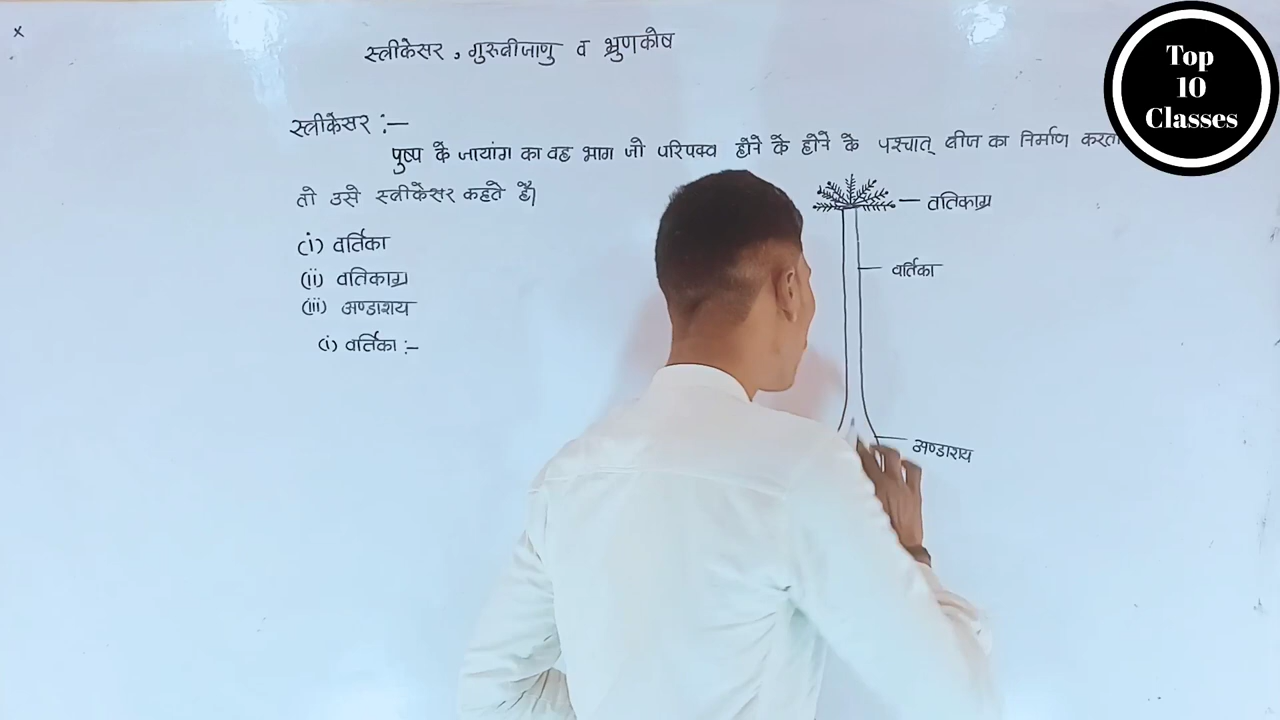 स्त्रीकेसर, गुरुबीजाणु व भ्रुणकोष
स्त्रीकेसर :—
पुष्प के जायांग का वह भाग जो परिपक्व होने के होने के पश्चात् बीज का निर्माण करता
तो उसे स्त्रीकेसर कहते है।
(i) वर्तिका
(ii) वतिकाग्र
(iii) अण्डाशय
(i) वर्तिका :—
वतिकाग्र
वर्तिका
अण्डाशय
Top
10
Classes